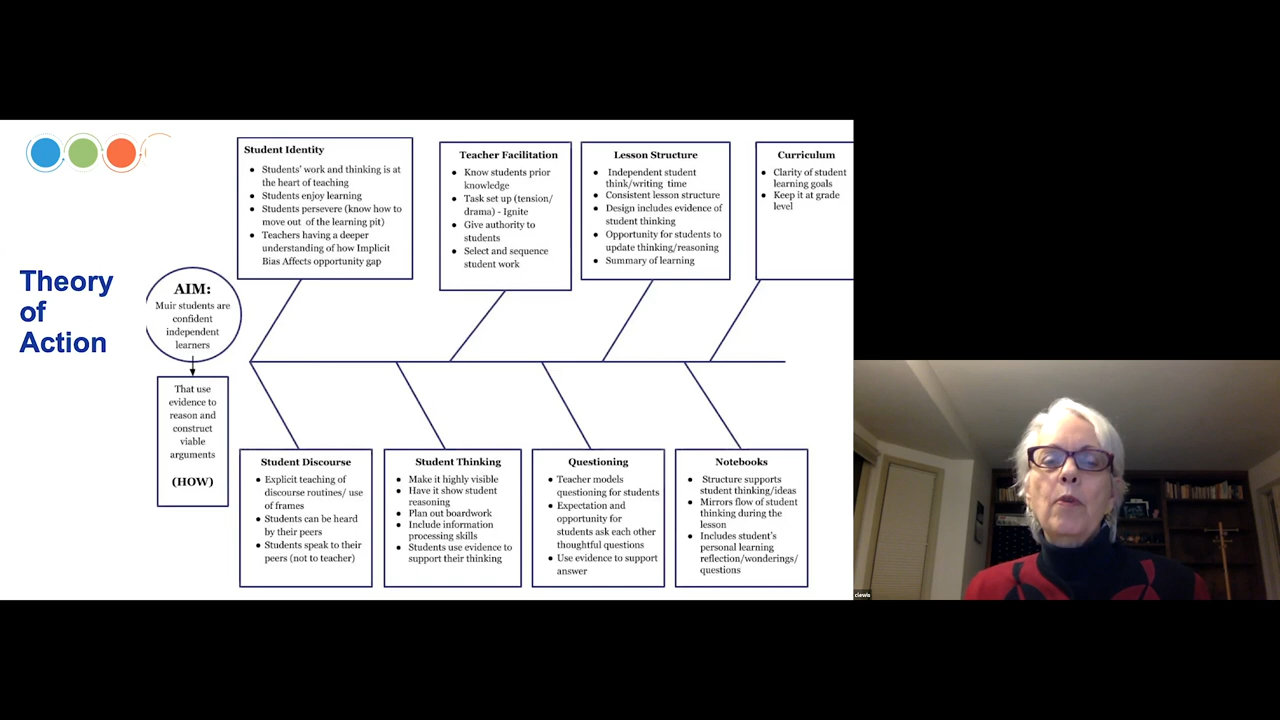 Theory
of
Action
AIM:
Muir students are
confident
independent
learners
That use
evidence to
reason and
construct
viable
arguments
(HOW)
Student Identity
● Students' work and thinking is at
the heart of teaching
● Students enjoy learning
● Students persevere (know how to
move out of the learning pit)
● Teachers having a deeper
understanding of how Implicit
Bias Affects opportunity gap
Teacher Facilitation
● Know students prior
knowledge
● Task set up (tension/
drama) - Ignite
● Give authority to
students
● Select and sequence
student work
Lesson Structure
● Independent student
think/writing time
● Consistent lesson structure
● Design includes evidence of
student thinking
● Opportunity for students to
update thinking/reasoning
● Summary of learning
Curriculum
● Clarity of student
learning goals
● Keep it at grade
level
Student Discourse
● Explicit teaching of
discourse routines/ use
of frames
● Students can be heard
by their peers
● Students speak to their
peers (not to teacher)
Student Thinking
● Make it highly visible
● Have it show student
reasoning
● Plan out boardwork
● Include information
processing skills
● Students use evidence to
support their thinking
Questioning
● Teacher models
questioning for students
● Expectation and
opportunity for
students ask each other
thoughtful questions
● Use evidence to support
answer
Notebooks
● Structure supports
student thinking/ideas
● Mirrors flow of student
thinking during the
lesson
● Includes student's
personal learning
reflection/wonderings/
questions
clewis